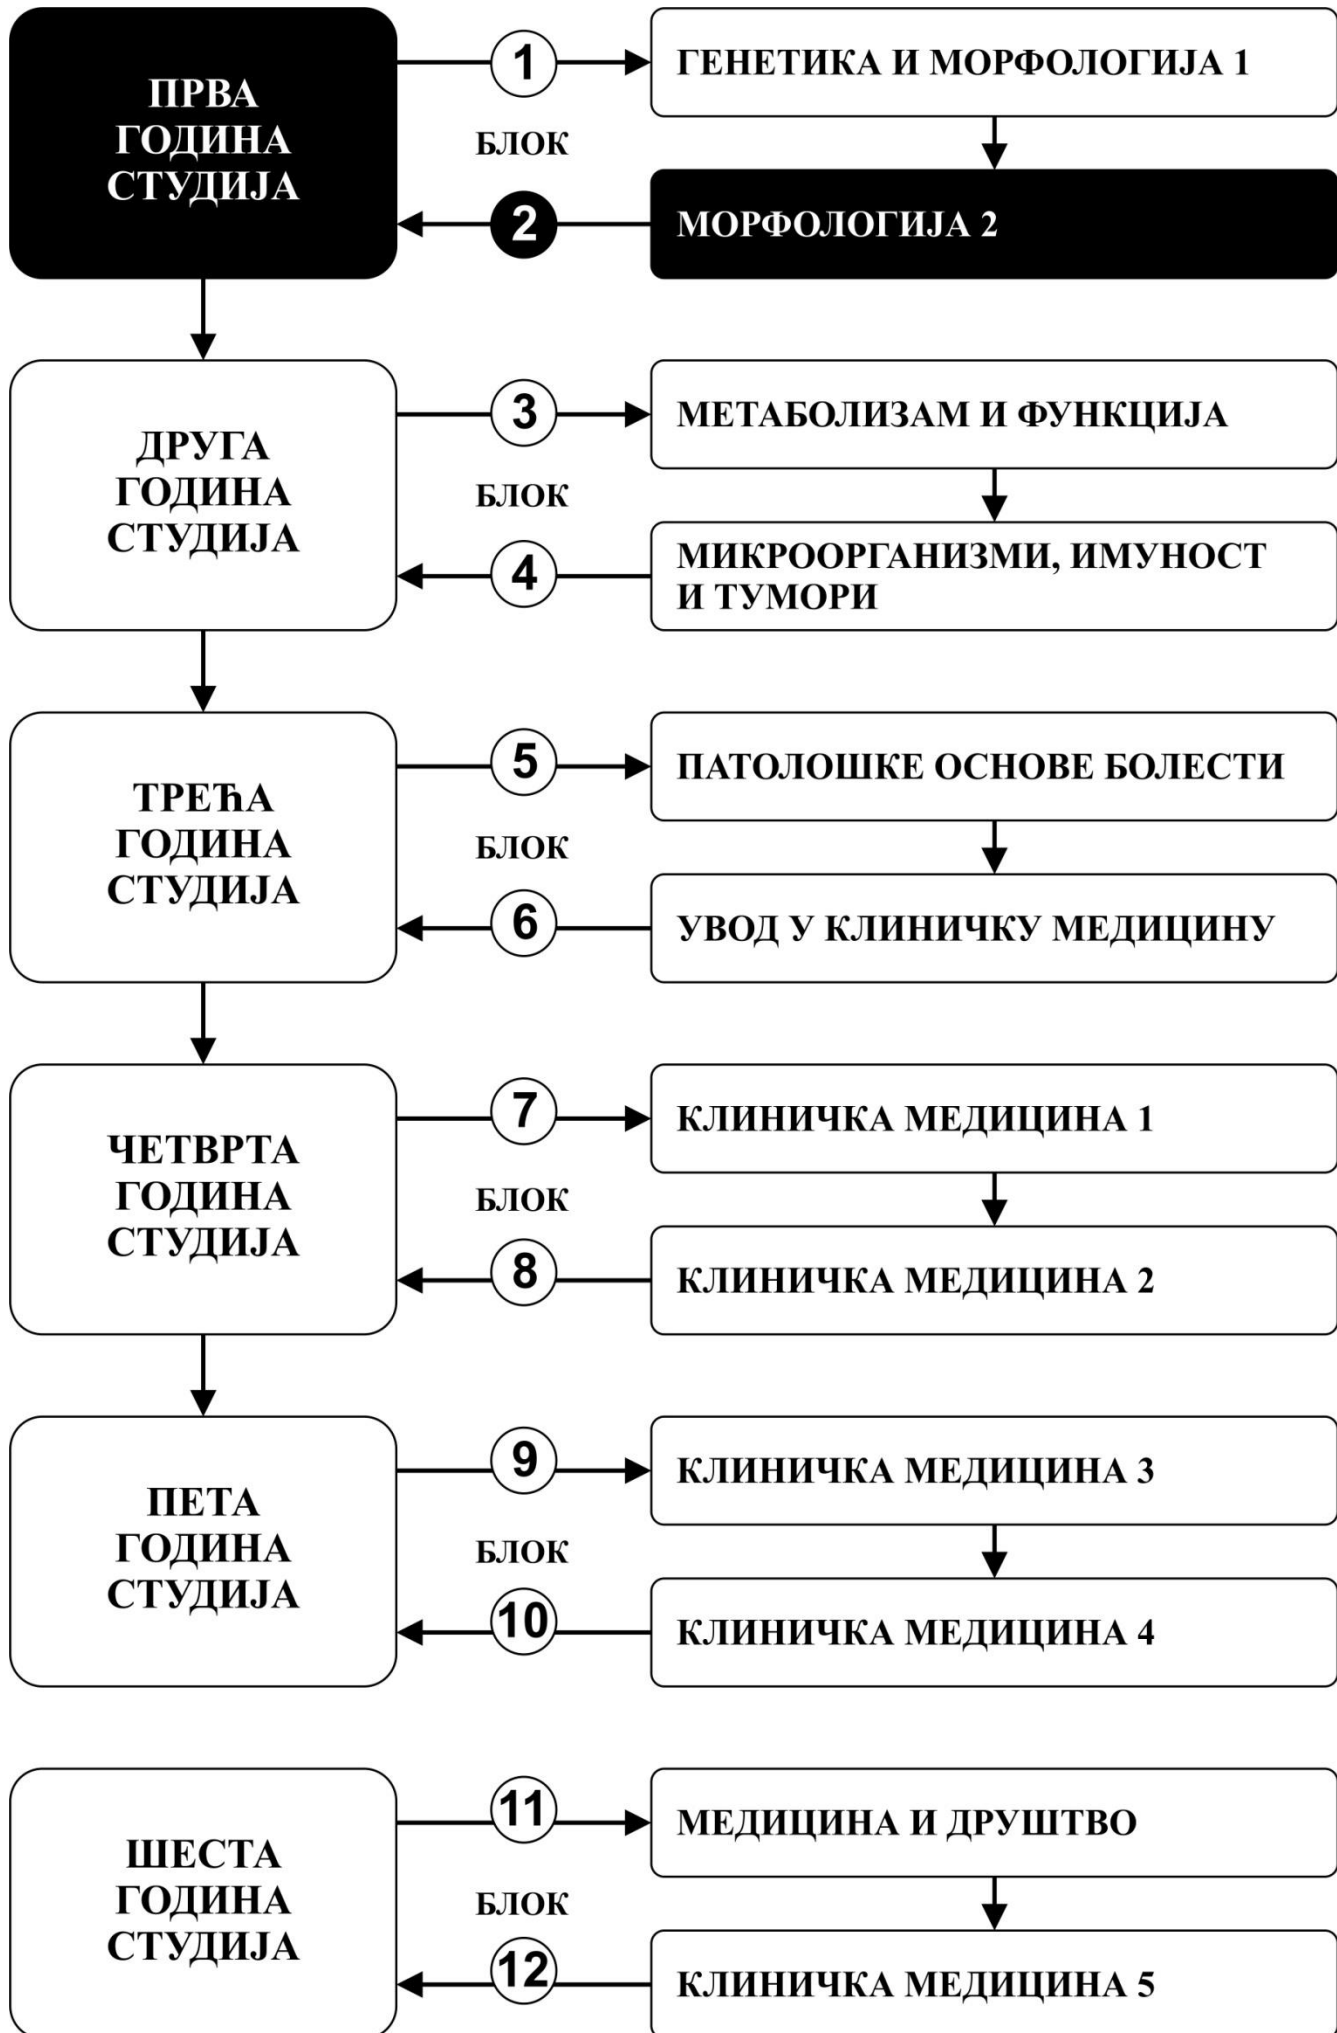 ПРВА
ГОДИНА
СТУДИЈА
1
БЛОК
2
ГЕНЕТИКА И МОРФОЛОГИЈА 1
МОРФОЛОГИЈА 2
ДРУГА
ГОДИНА
СТУДИЈА
3
БЛОК
4
МЕТАБОЛИЗАМ И ФУНКЦИЈА
МИКРООРГАНИЗМИ, ИМУНОСТ
И ТУМОРИ
ТРЕЋА
ГОДИНА
СТУДИЈА
5
БЛОК
6
ПАТОЛОШКЕ ОСНОВЕ БОЛЕСТИ
УВОД У КЛИНИЧКУ МЕДИЦИНУ
ЧЕТВРТА
ГОДИНА
СТУДИЈА
7
БЛОК
8
КЛИНИЧКА МЕДИЦИНА 1
КЛИНИЧКА МЕДИЦИНА 2
ПЕТА
ГОДИНА
СТУДИЈА
9
БЛОК
10
КЛИНИЧКА МЕДИЦИНА 3
КЛИНИЧКА МЕДИЦИНА 4
ШЕСТА
ГОДИНА
СТУДИЈА
11
БЛОК
12
МЕДИЦИНА И ДРУШТВО
КЛИНИЧКА МЕДИЦИНА 5